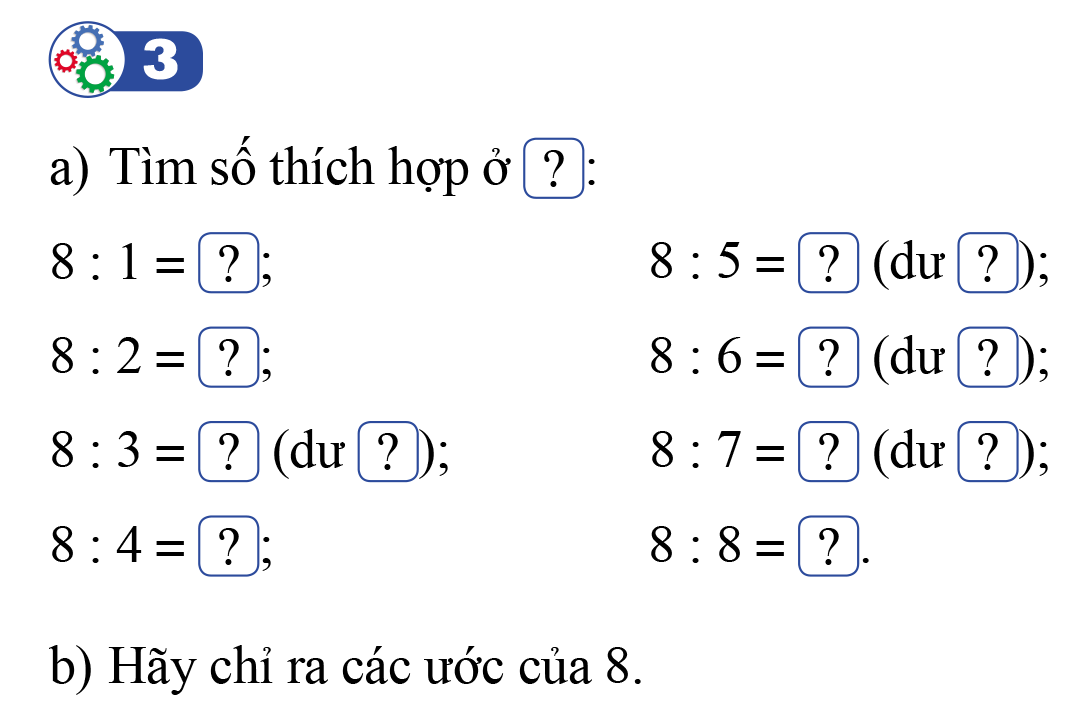 3
a) Tìm số thích hợp ở ? :
8 : 1 = ? ;
8 : 2 = ? ;
8 : 3 = ? (dư ? );
8 : 4 = ? ;
8 : 5 = ? (dư ? );
8 : 6 = ? (dư ? );
8 : 7 = ? (dư ? );
8 : 8 = ? .
b) Hãy chỉ ra các ước của 8.